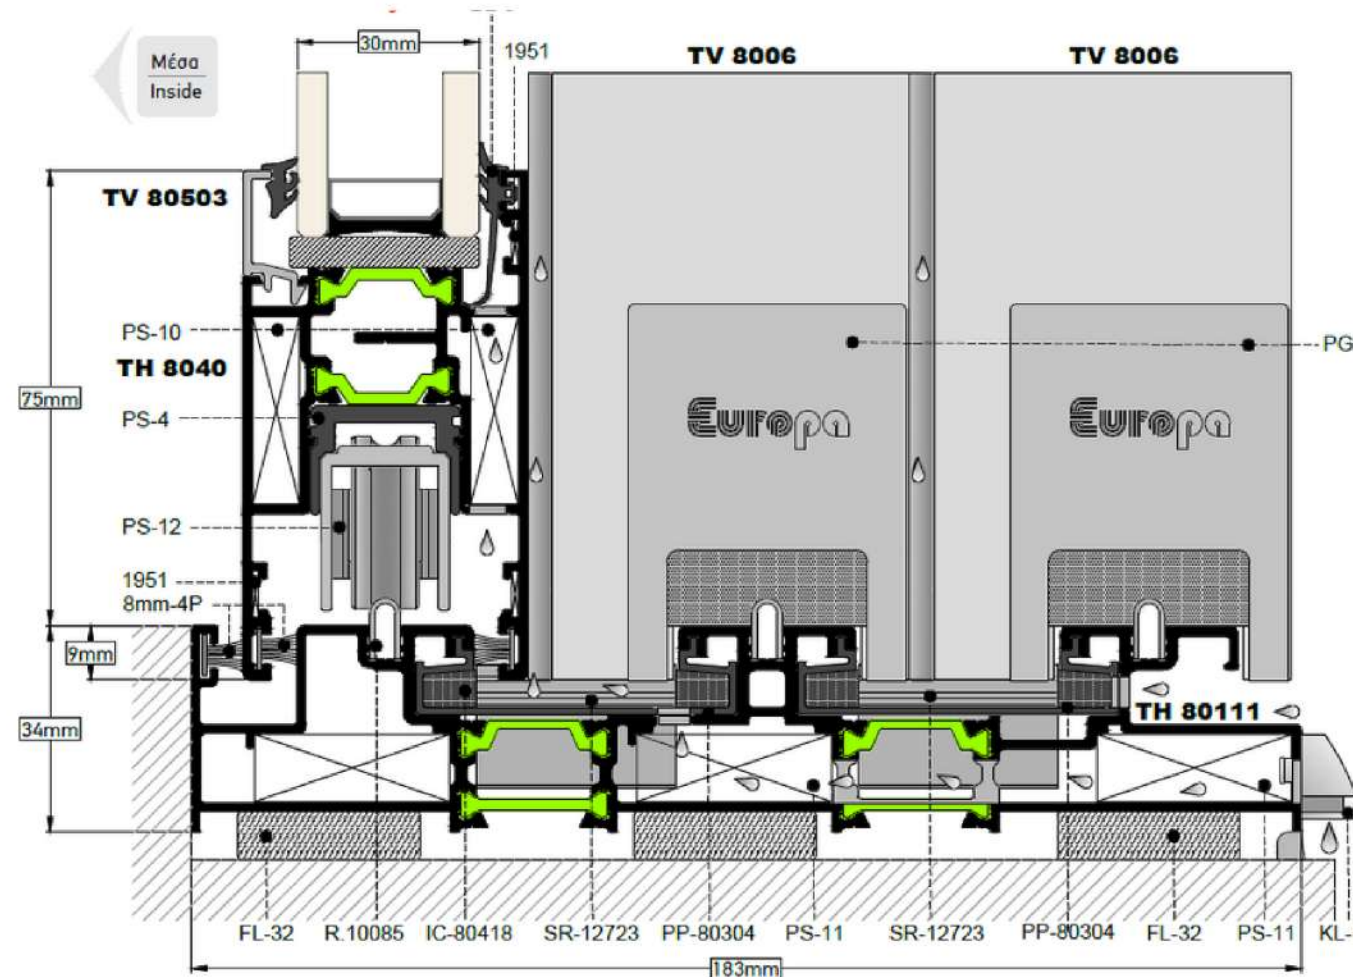 30mm
1951
TV 8006
TV 8006
Μέσα
Inside
TV 80503
PS-10
TH 8040
75mm
PS-4
PG
Europa
Europa
PS-12
1951
8mm-4P
9mm
34mm
TH 80111
FL-32
R.10085
IC-80418
SR-12723
PP-80304
PS-11
SR-12723
PP-80304
FL-32
PS-11
KL-
183mm